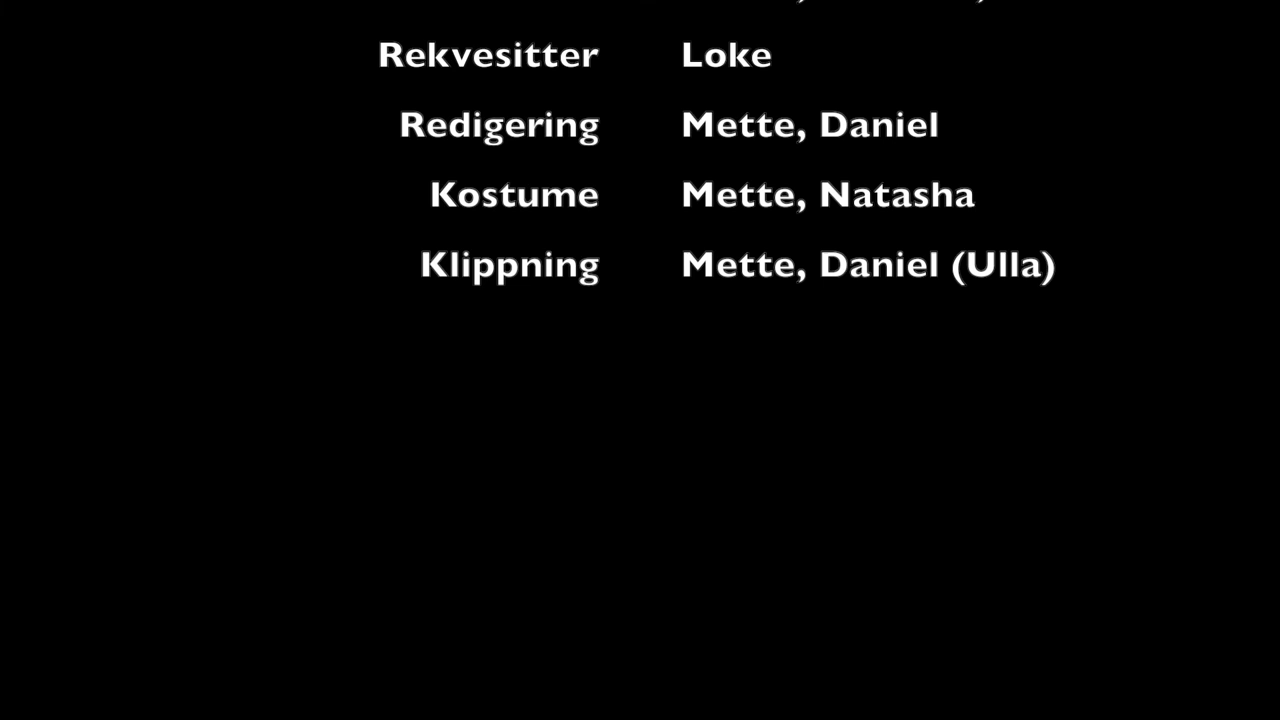 Rekvesitter Loke
Redigering Mette, Daniel
Kostume Mette, Natasha
Klippning Mette, Daniel (Ulla)